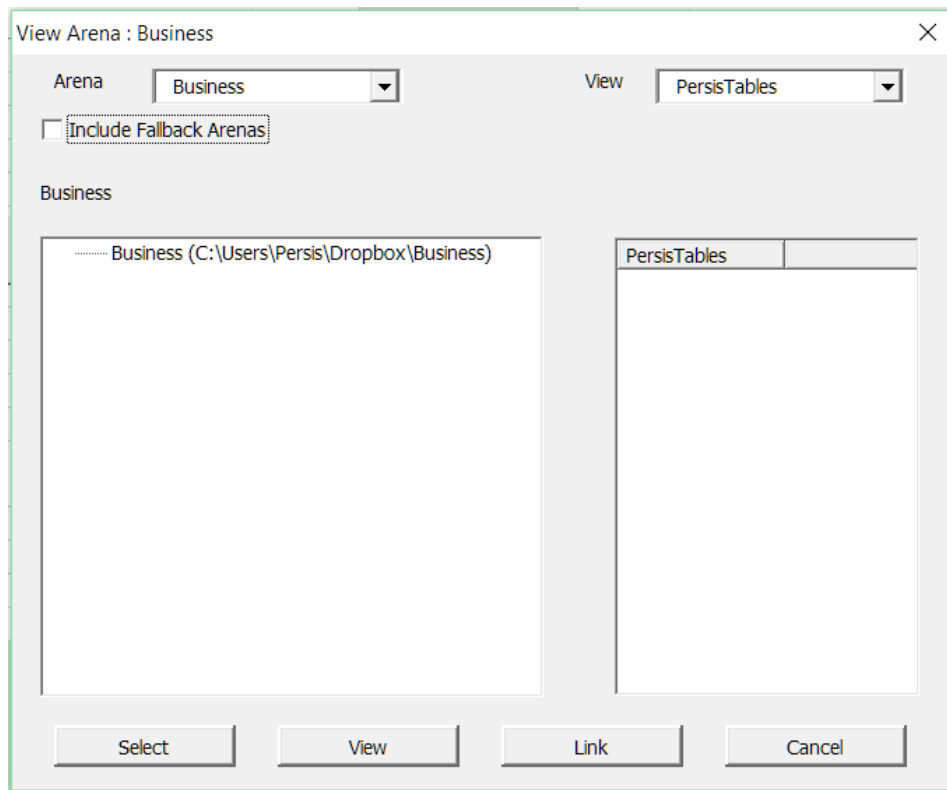 View Arena : Business
Arena Business View PersisTables
Include Fallback Arenas
Business
Business (C:\Users\Persis\Dropbox\Business)
PersisTables
Select View Link Cancel